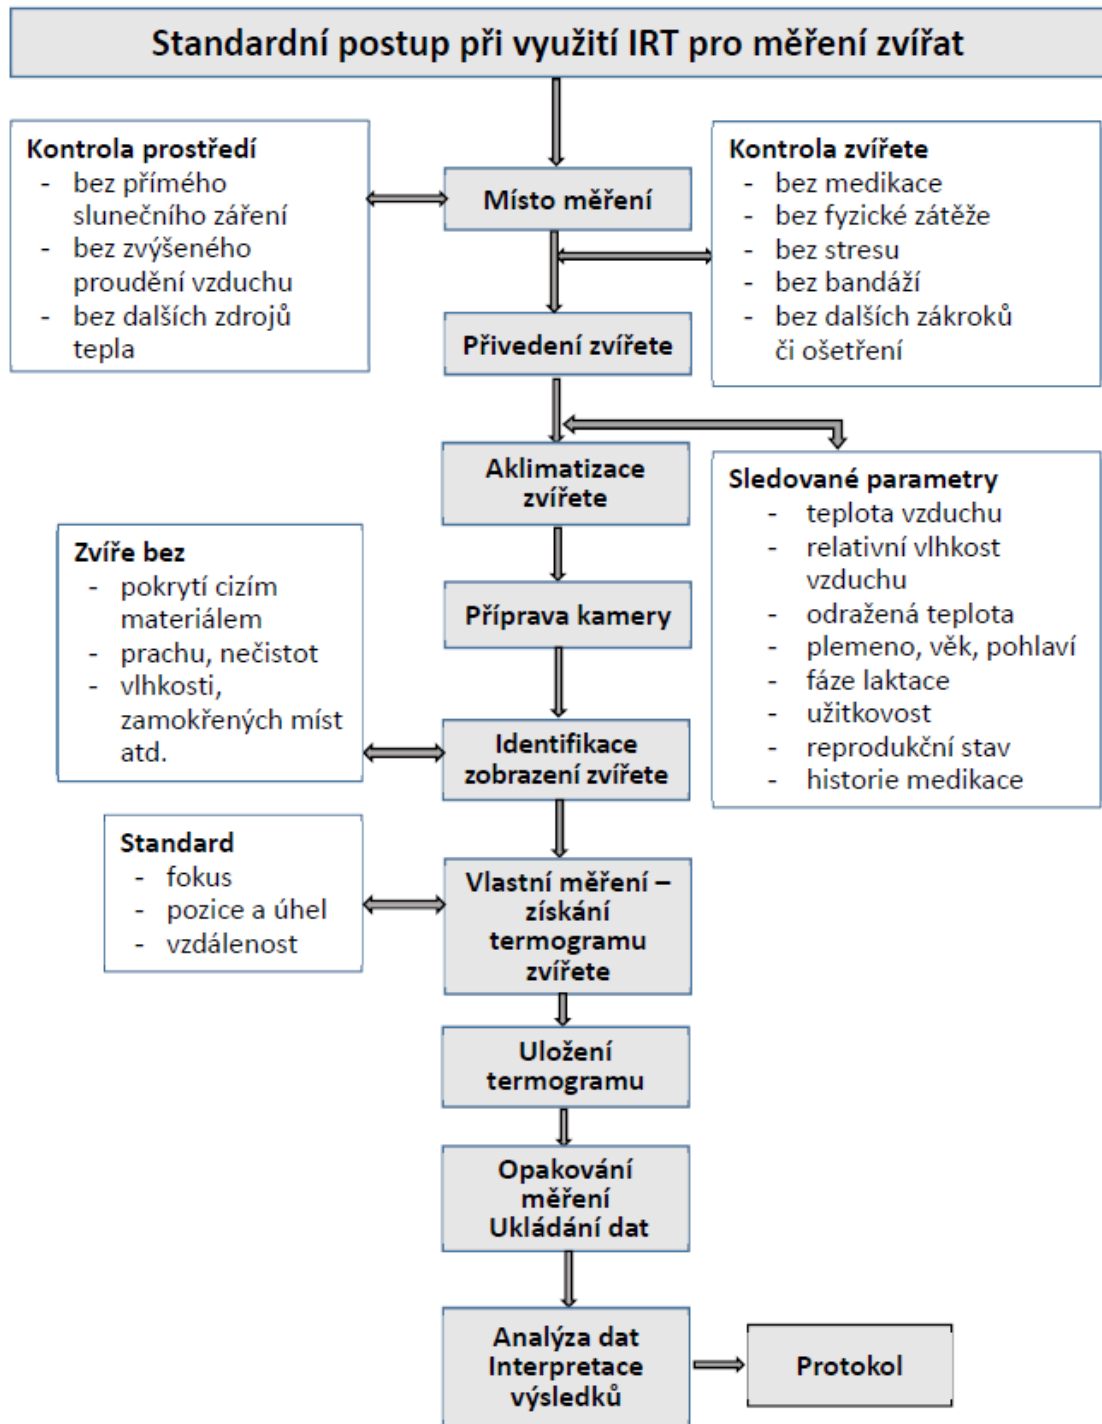 Standardní postup při využití IRT pro měření zvířat
Kontrola prostředí
- bez přímého
slunečního záření
- bez zvýšeného
proudění vzduchu
- bez dalších zdrojů
tepla
Místo měření
Kontrola zvířete
- bez medikace
- bez fyzické zátěže
- bez stresu
- bez bandáží
- bez dalších zákroků
či ošetření
Přivedení zvířete
Aklimatizace
zvířete
Sledované parametry
- teplota vzduchu
- relativní vlhkost
vzduchu
- odražená teplota
- plemeno, věk, pohlaví
- fáze laktace
- užitkovost
- reprodukční stav
- historie medikace
Zvíře bez
- pokrytí cizím
materiálem
- prachu, nečistot
- vlhkosti,
zamokřených míst
atd.
Příprava kamery
Identifikace
zobrazení zvířete
Standard
- fokus
- pozice a úhel
- vzdálenost
Vlastní měření –
získání
termogramu
zvířete
Uložení
termogramu
Opakování
měření
Ukládání dat
Analýza dat
Interpretace
výsledků
Protokol